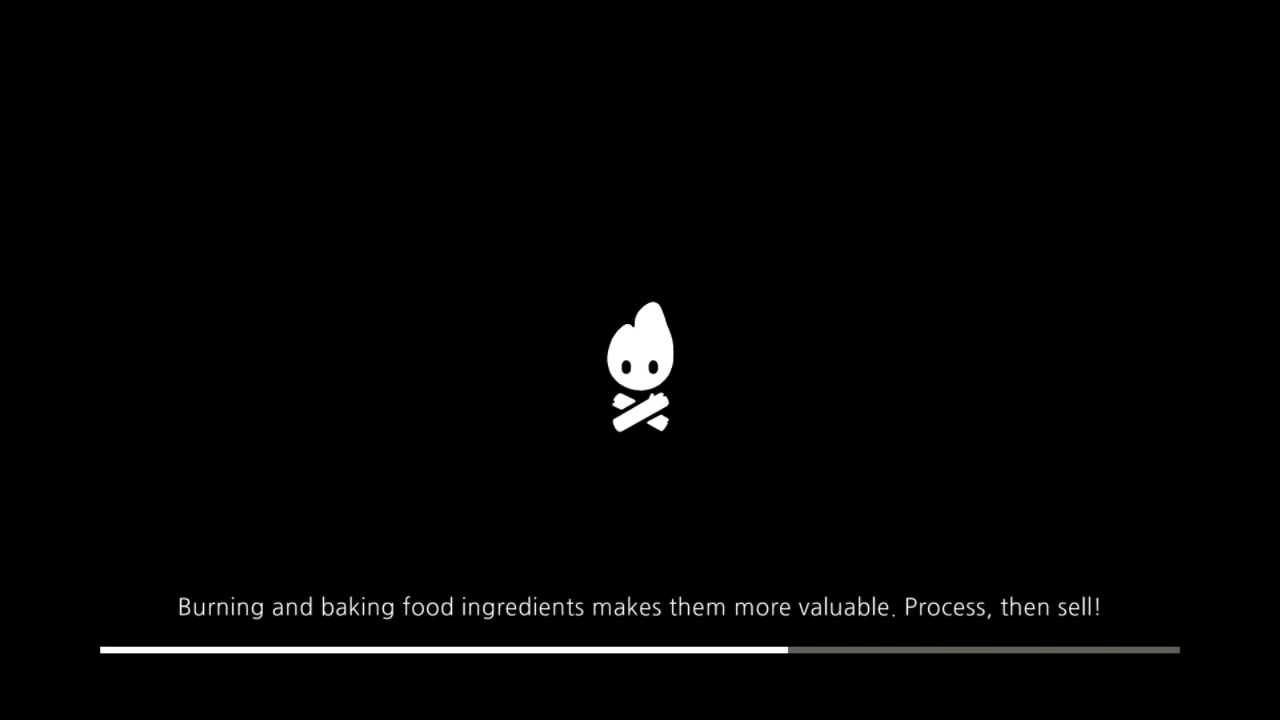 Burning and baking food ingredients makes them more valuable. Process, then sell!